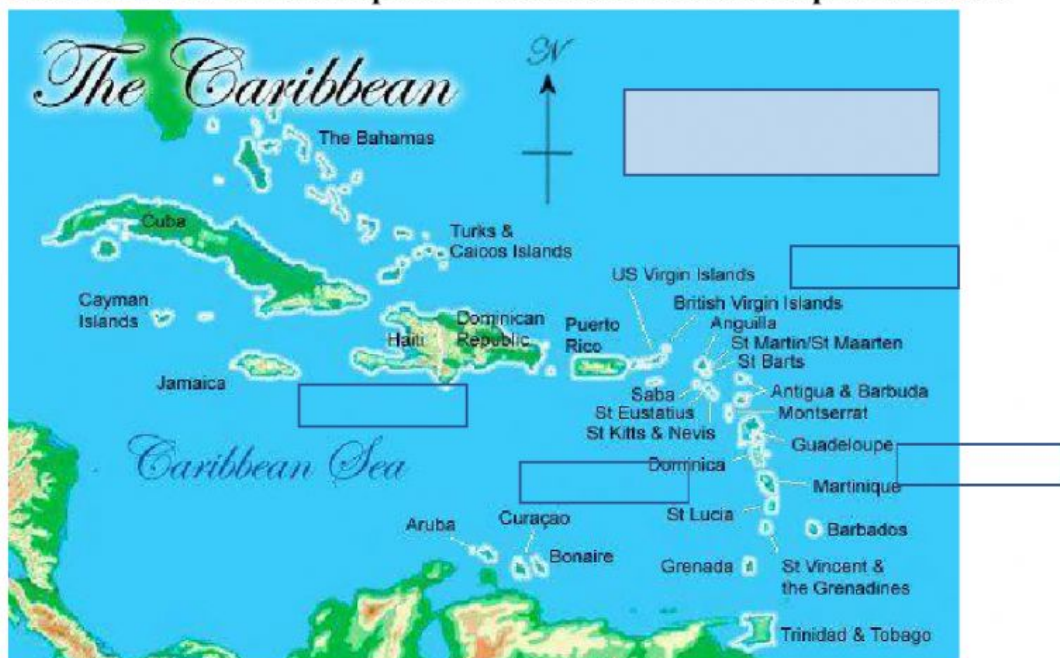 The Caribbean
N
The Bahamas
Cuba
Turks &
Caicos Islands
US Virgin Islands
British Virgin Islands
Cayman
Islands
Anguilla
Dominican
Republic
Puerto
Rico
St Martin/St Maarten
Haiti
St Barts
Jamaica
Saba
Antigua & Barbuda
St Eustatius
Montserrat
St Kitts & Nevis
Guadeloupe
Caribbean Sea
Dominica
Martinique
St Lucia
Aruba
Curaçao
Barbados
Bonaire
Grenada
St Vincent &
the Grenadines
Trinidad & Tobago